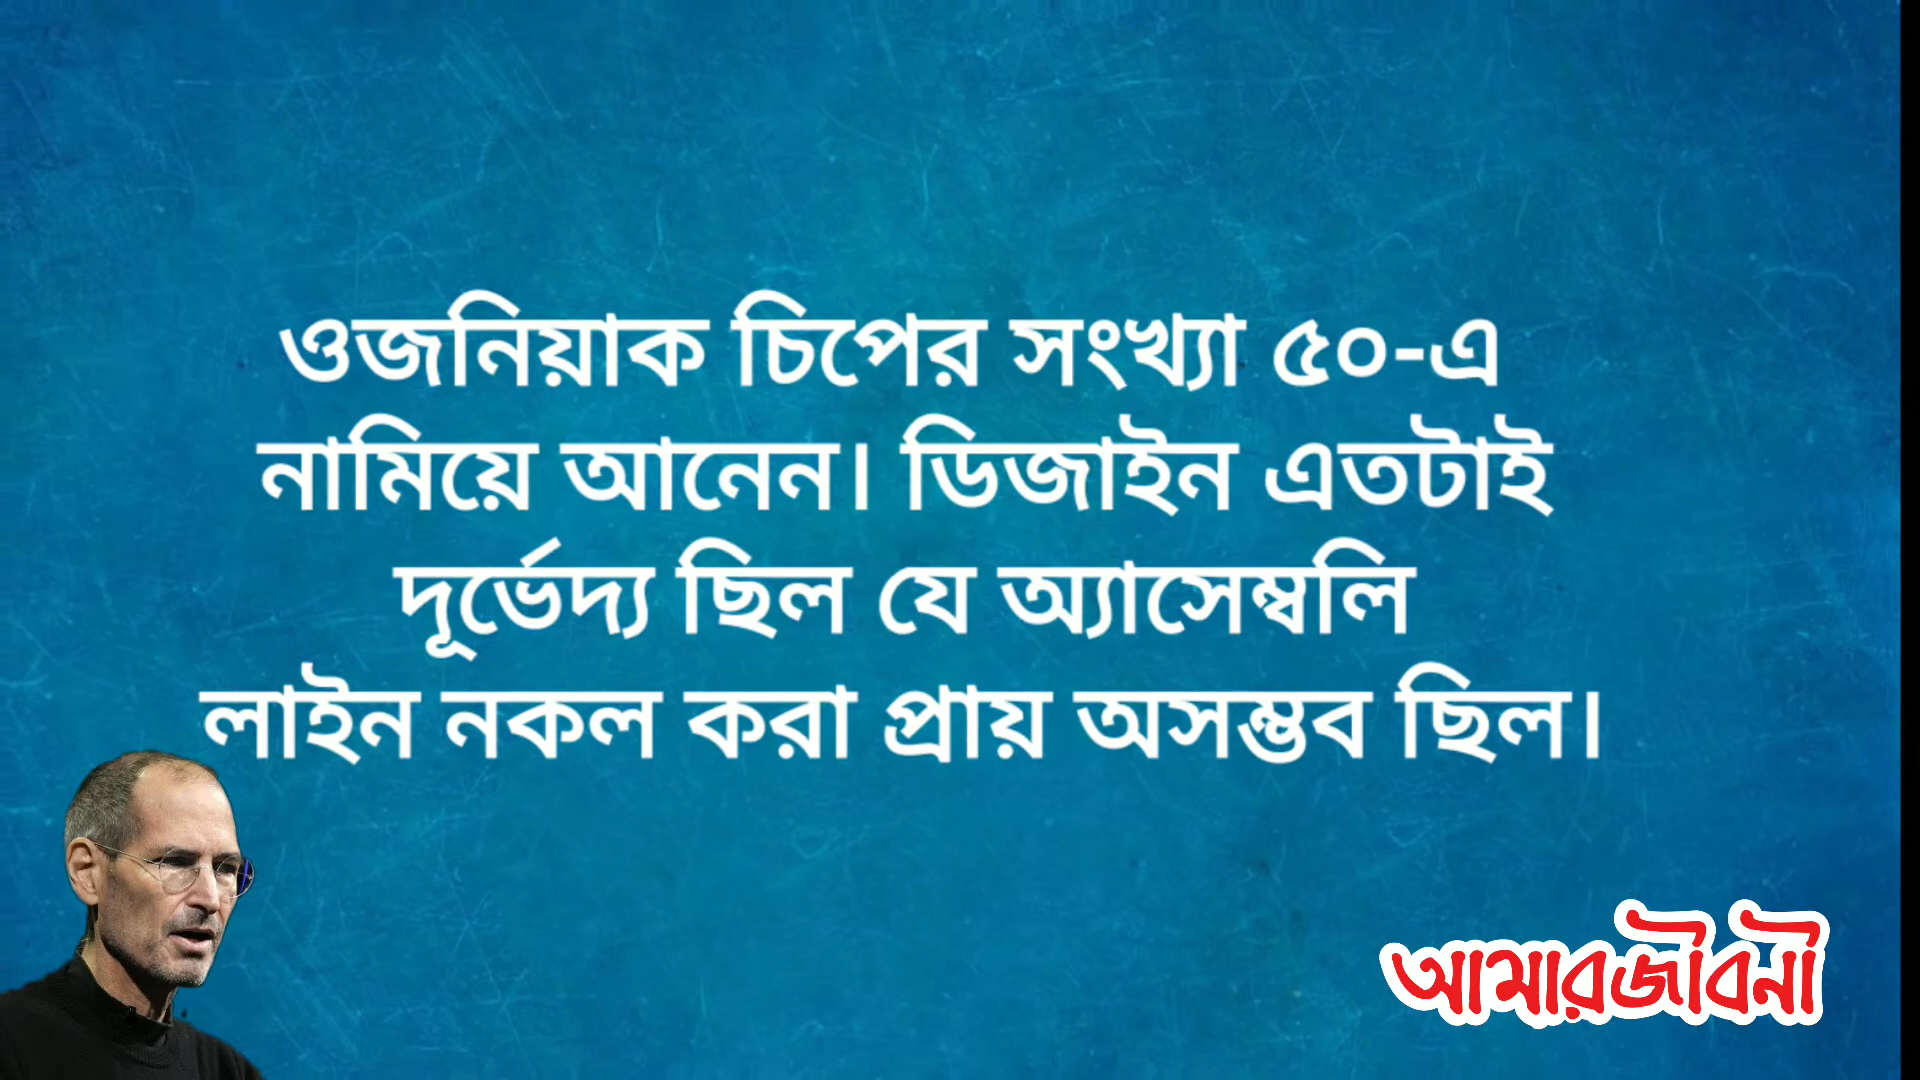 ওজনিয়াক চিপের সংখ্যা ৫০-এ
নামিয়ে আনেন। ডিজাইন এতটাই
দূর্ভেদ্য ছিল যে অ্যাসেম্বলি
লাইন নকল করা প্রায় অসম্ভব ছিল।
আমারজীবনী